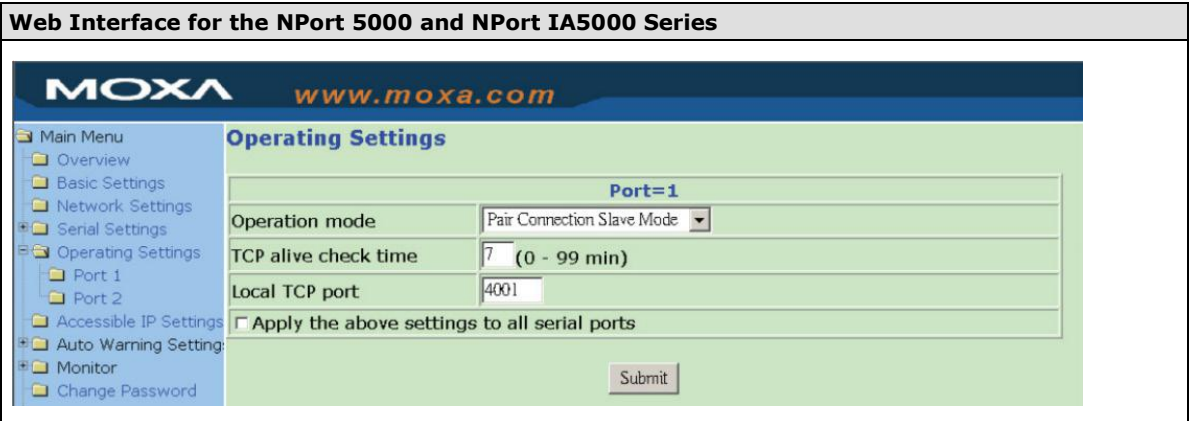 Web Interface for the NPort 5000 and NPort IA5000 Series
MOXA www.moxa.com
Main Menu
Overview
Basic Settings
Network Settings
Serial Settings
Operating Settings
Port 1
Port 2
Accessible IP Settings
Auto Warning Setting
Monitor
Change Password
Operating Settings
Port=1
Operation mode Pair Connection Slave Mode
TCP alive check time 7 (0 - 99 min)
Local TCP port 4001
Apply the above settings to all serial ports
Submit